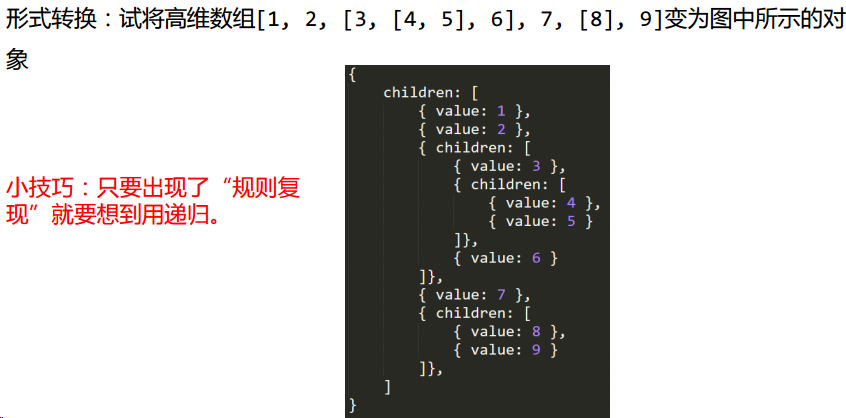 形式转换：试将高维数组[1, 2, [3, [4, 5], 6], 7, [8], 9]变为图中所示的对
象
小技巧：只要出现了“规则复
现”就要想到用递归。
{
    children: [
        { value: 1 },
        { value: 2 },
        { children: [
            { value: 3 },
            { children: [
                { value: 4 },
                { value: 5 }
            ]},
            { value: 6 }
        ]},
        { value: 7 },
        { children: [
            { value: 8 },
            { value: 9 }
        ]},
    ]
}